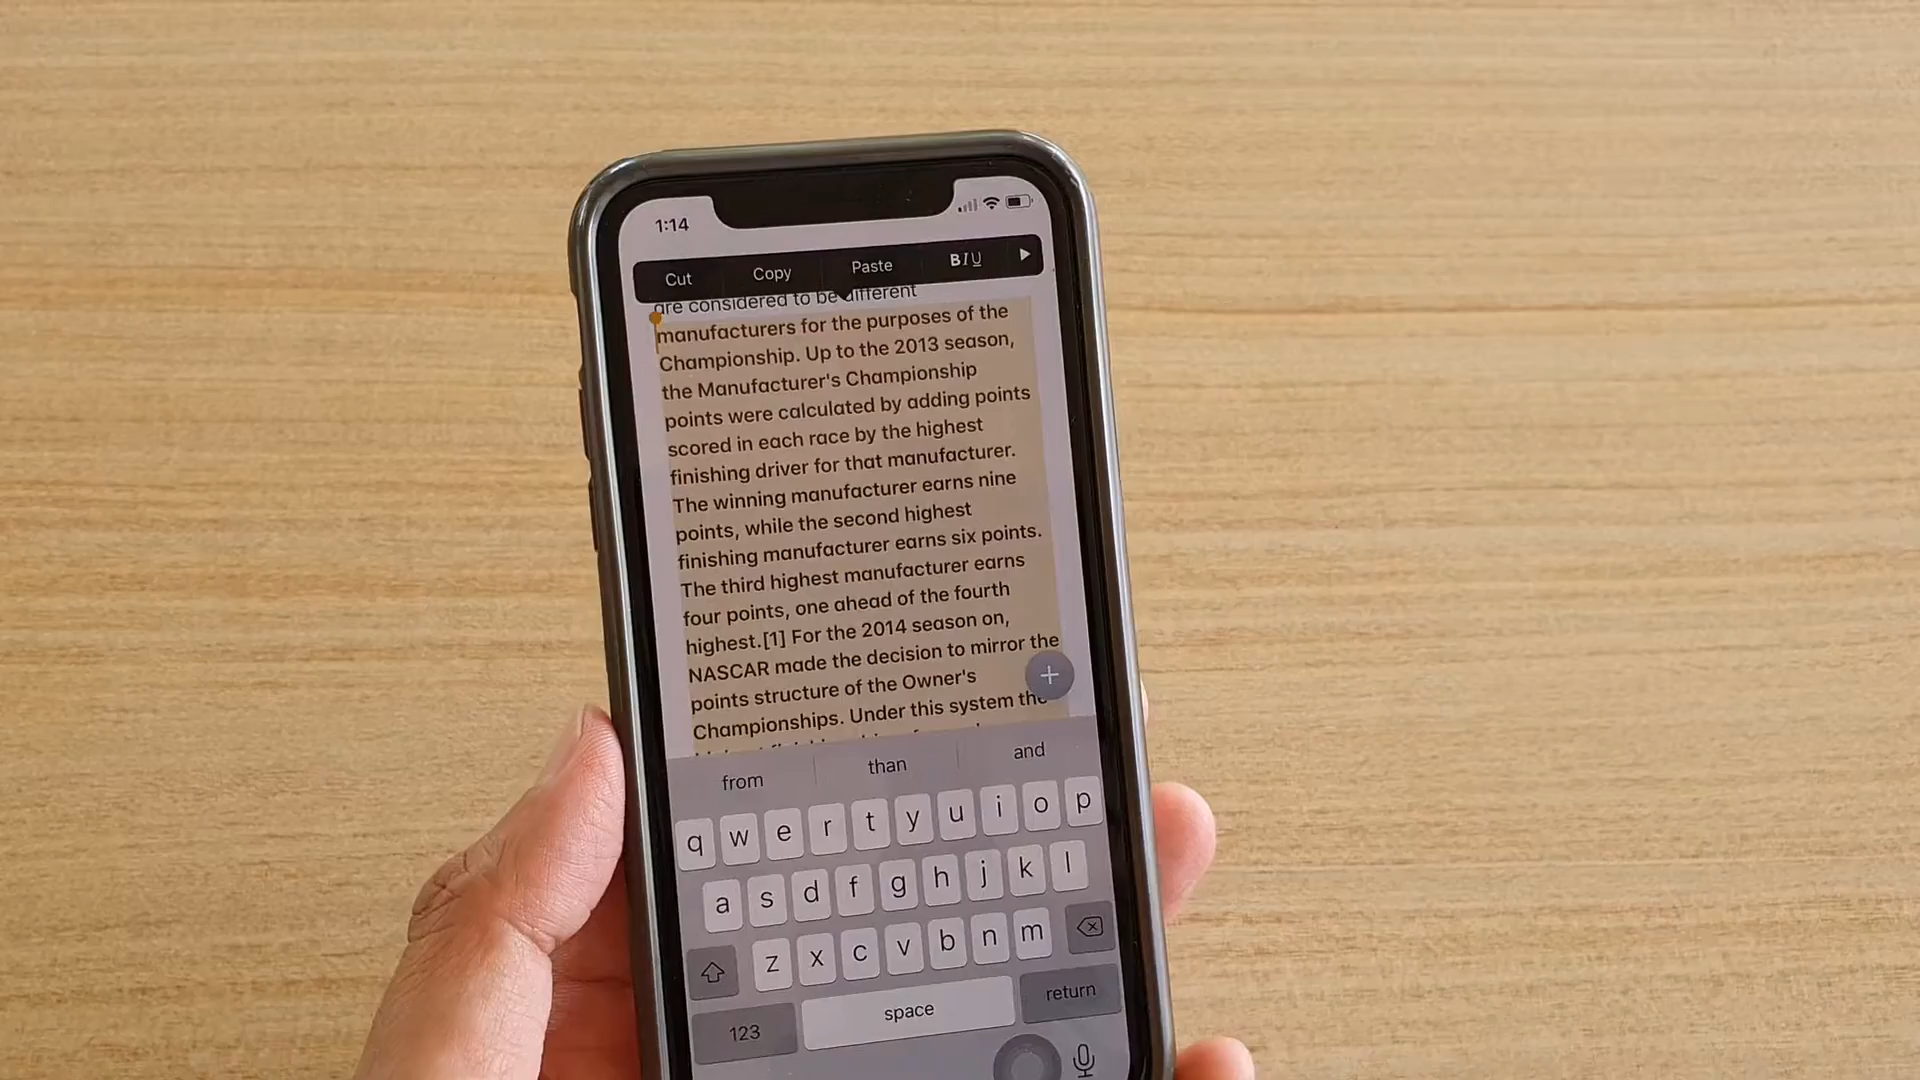 1:14
Cut Copy Paste BIU
are considered to be different
manufacturers for the purposes of the
Championship. Up to the 2013 season,
the Manufacturer's Championship
points were calculated by adding points
scored in each race by the highest
finishing driver for that manufacturer.
The winning manufacturer earns nine
points, while the second highest
finishing manufacturer earns six points.
The third highest manufacturer earns
four points, one ahead of the fourth
highest.[1] For the 2014 season on,
NASCAR made the decision to mirror the
points structure of the Owner's
Championships. Under this system the
from than and
q w e r t y u i o p
a s d f g h j k l
z x c v b n m
123 space return